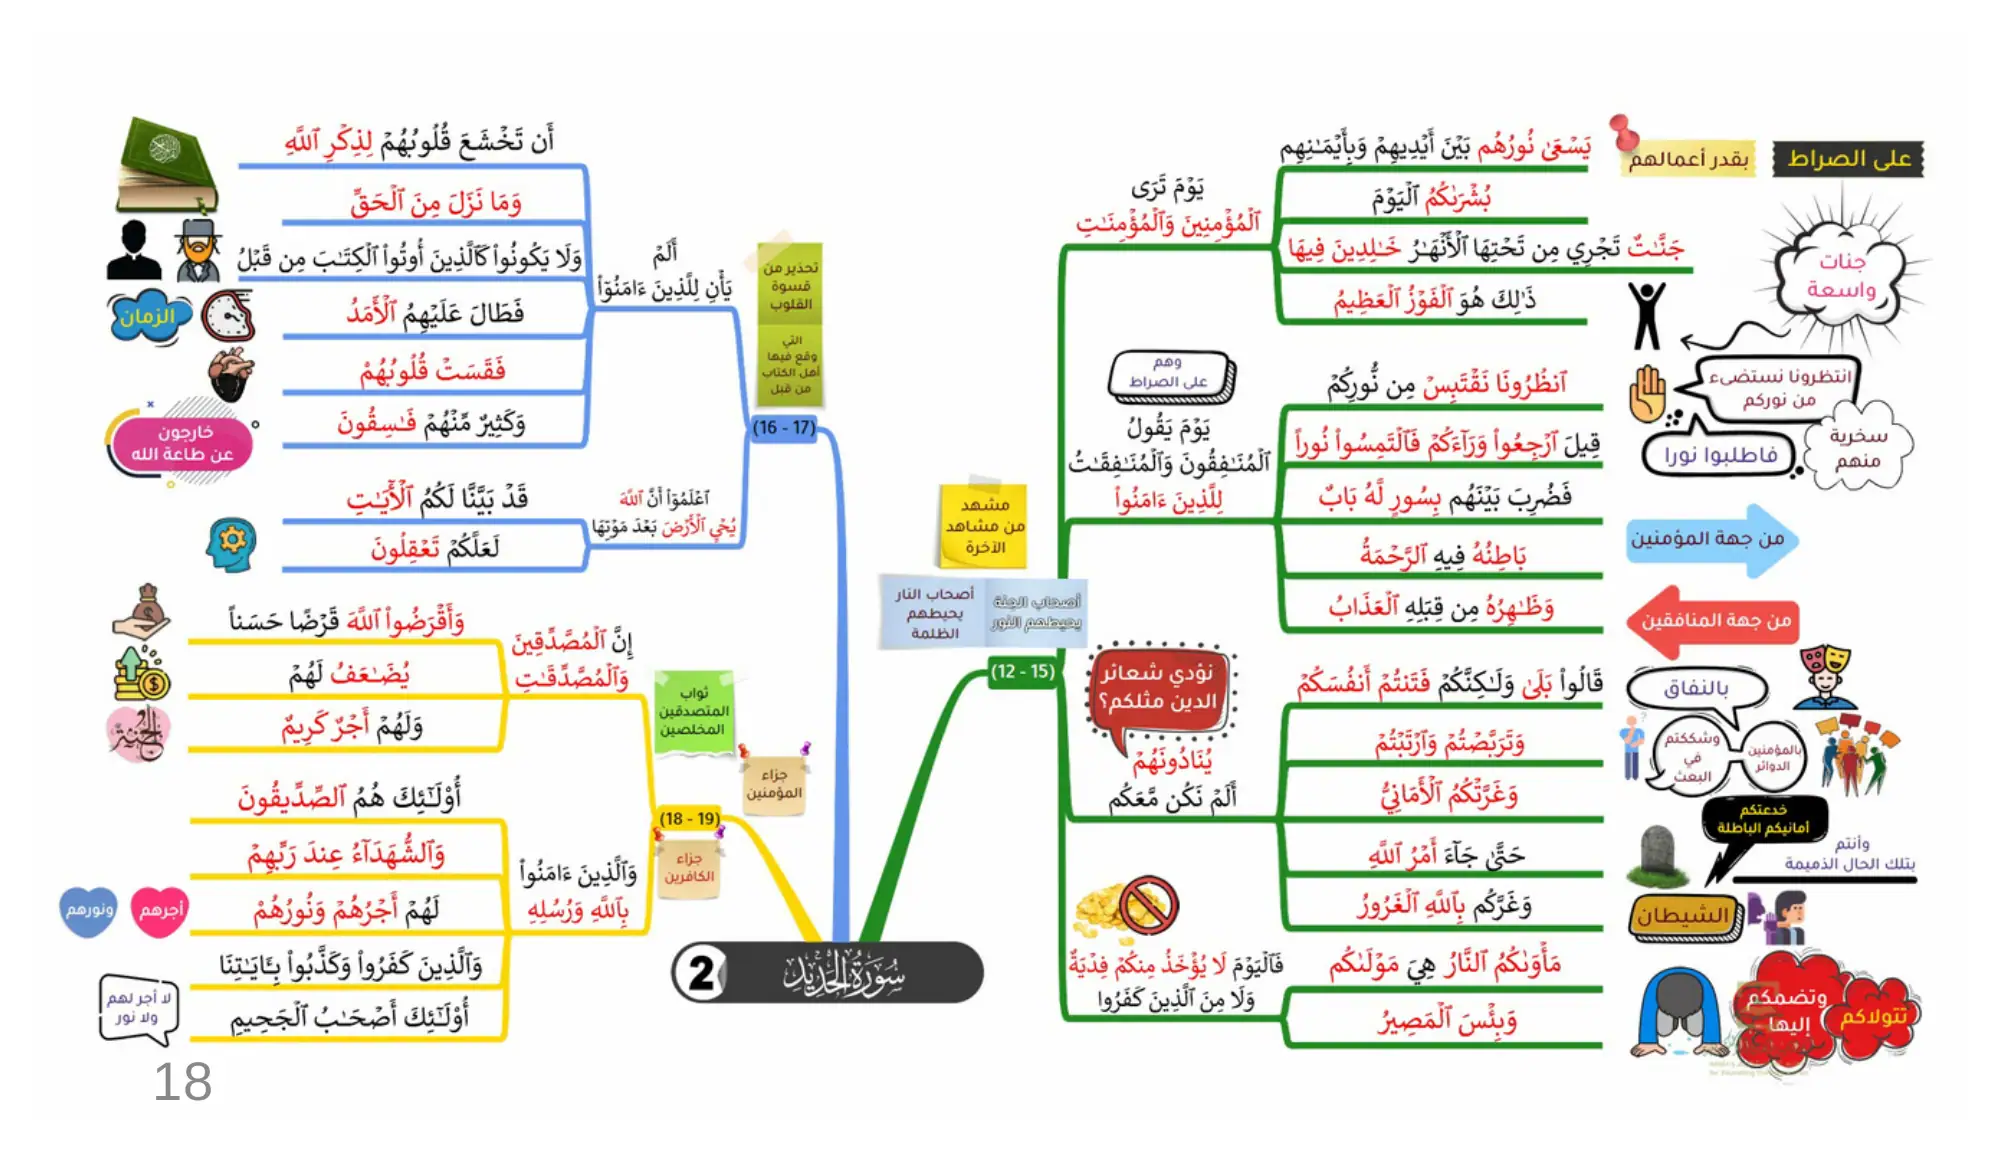 سُورَةُ الحَدِيدِ
2
(12 - 15)
مشهد
من مشاهد
الآخرة
أصحاب الجنة
يحيطهم النور
أصحاب النار
يحيطهم
الظلمة
يَوْمَ تَرَى
ٱلْمُؤْمِنِينَ وَٱلْمُؤْمِنَٰتِ
يَسْعَىٰ نُورُهُم بَيْنَ أَيْدِيهِمْ وَبِأَيْمَٰنِهِم
بقدر أعمالهم
على الصراط
بُشْرَىٰكُمُ ٱلْيَوْمَ
جَنَّٰتٌ تَجْرِي مِن تَحْتِهَا ٱلْأَنْهَٰرُ خَٰلِدِينَ فِيهَا
جنات
واسعة
ذَٰلِكَ هُوَ ٱلْفَوْزُ ٱلْعَظِيمُ
وهم
على الصراط
يَوْمَ يَقُولُ
ٱلْمُنَٰفِقُونَ وَٱلْمُنَٰفِقَٰتُ
لِلَّذِينَ ءَامَنُوا۟
ٱنظُرُونَا نَقْتَبِسْ مِن نُّورِكُمْ
انتظرونا نستضىء
من نوركم
قِيلَ ٱرْجِعُوا۟ وَرَآءَكُمْ فَٱلْتَمِسُوا۟ نُوراً
فاطلبوا نورا
سخرية
منهم
فَضُرِبَ بَيْنَهُم بِسُورٍ لَّهُ بَابٌ
بَاطِنُهُ فِيهِ ٱلرَّحْمَةُ
من جهة المؤمنين
وَظَٰهِرُهُ مِن قِبَلِهِ ٱلْعَذَابُ
من جهة المنافقين
نؤدي شعائر
الدين مثلكم؟
يُنَادُونَهُمْ
أَلَمْ نَكُن مَّعَكُم
قَالُوا۟ بَلَىٰ وَلَٰكِنَّكُمْ فَتَنتُمْ أَنفُسَكُمْ
بالنفاق
وَتَرَبَّصْتُمْ وَٱرْتَبْتُمْ
بالمؤمنين
الدوائر
وشككتم
في
البعث
وَغَرَّتْكُمُ ٱلْأَمَانِيُّ
خدعتكم
أمانيكم الباطلة
حَتَّىٰ جَآءَ أَمْرُ ٱللَّهِ
وأنتم
بتلك الحال الذميمة
وَغَرَّكُم بِٱللَّهِ ٱلْغَرُورُ
الشيطان
فَٱلْيَوْمَ لَا يُؤْخَذُ مِنكُمْ فِدْيَةٌ
وَلَا مِنَ ٱلَّذِينَ كَفَرُوا
مَأْوَىٰكُمُ ٱلنَّارُ هِيَ مَوْلَىٰكُم
وَبِئْسَ ٱلْمَصِيرُ
تتولاكم
وتضمكم
إليها
(16 - 17)
تحذير من
قسوة
القلوب
التي
وقع فيها
أهل الكتاب
من قبل
أَلَمْ
يَأْنِ لِلَّذِينَ ءَامَنُوٓا۟
أَن تَخْشَعَ قُلُوبُهُمْ لِذِكْرِ ٱللَّهِ
وَمَا نَزَلَ مِنَ ٱلْحَقِّ
وَلَا يَكُونُوا۟ كَٱلَّذِينَ أُوتُوا۟ ٱلْكِتَٰبَ مِن قَبْلُ
فَطَالَ عَلَيْهِمُ ٱلْأَمَدُ
الزمان
فَقَسَتْ قُلُوبُهُمْ
وَكَثِيرٌ مِّنْهُمْ فَٰسِقُونَ
خارجون
عن طاعة الله
ٱعْلَمُوٓا۟ أَنَّ ٱللَّهَ
يُحْيِ ٱلْأَرْضَ بَعْدَ مَوْتِهَا
قَدْ بَيَّنَّا لَكُمُ ٱلْأَيَٰتِ
لَعَلَّكُمْ تَعْقِلُونَ
(18 - 19)
جزاء
المؤمنين
ثواب
المتصدقين
المخلصين
جزاء
الكافرين
إِنَّ ٱلْمُصَّدِّقِينَ
وَٱلْمُصَّدِّقَٰتِ
وَأَقْرَضُوا۟ ٱللَّهَ قَرْضًا حَسَناً
يُضَٰعَفُ لَهُمْ
وَلَهُمْ أَجْرٌ كَرِيمٌ
الجنة
وَٱلَّذِينَ ءَامَنُوا۟
بِٱللَّهِ وَرُسُلِهِ
أُو۟لَٰٓئِكَ هُمُ ٱلصِّدِّيقُونَ
وَٱلشُّهَدَآءُ عِندَ رَبِّهِمْ
لَهُمْ أَجْرُهُمْ وَنُورُهُمْ
أجرهم
ونورهم
وَٱلَّذِينَ كَفَرُوا۟ وَكَذَّبُوا۟ بِـَٔايَٰتِنَا
أُو۟لَٰٓئِكَ أَصْحَٰبُ ٱلْجَحِيمِ
لا أجر لهم
ولا نور
18